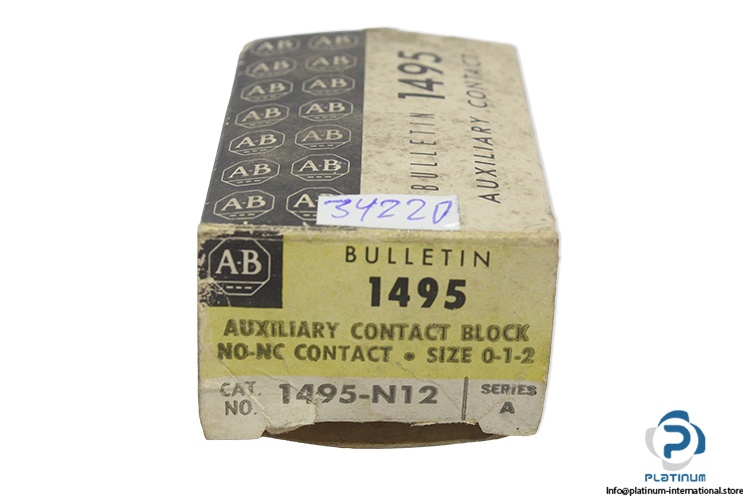 A-B A-B
A-B A-B
A-B A-B
A-B A-B
A-B A-B
A-B A-B
A-B A-B
BULLETIN 1495
AUXILIARY CONTACT
34220
A-B
BULLETIN
1495
AUXILIARY CONTACT BLOCK
NO-NC CONTACT • SIZE 0-1-2
CAT. NO. 1495-N12 SERIES A
PLATINUM
Info@platinum-international.store